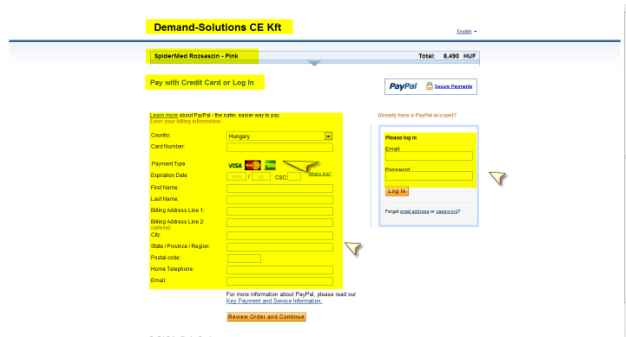 Demand-Solutions CE Kft
English
SpiderMed Rozsaszin - Pink
Total: 8,490 HUF
Pay with Credit Card or Log In
PayPal Secure Payments
Learn more about PayPal - the safer, easier way to pay.
Enter your billing information
Country: Hungary
Card Number:
Payment Type VISA
Expiration Date: / CSC: What's this?
First Name:
Last Name:
Billing Address Line 1:
Billing Address Line 2:
(optional)
City:
State / Province / Region:
Postal code:
Home Telephone:
Email:
For more information about PayPal, please read our
Key Payment and Service Information.
Review Order and Continue
Already have a PayPal account?
Please log in
Email:
Password:
Log In
Forgot email address or password?